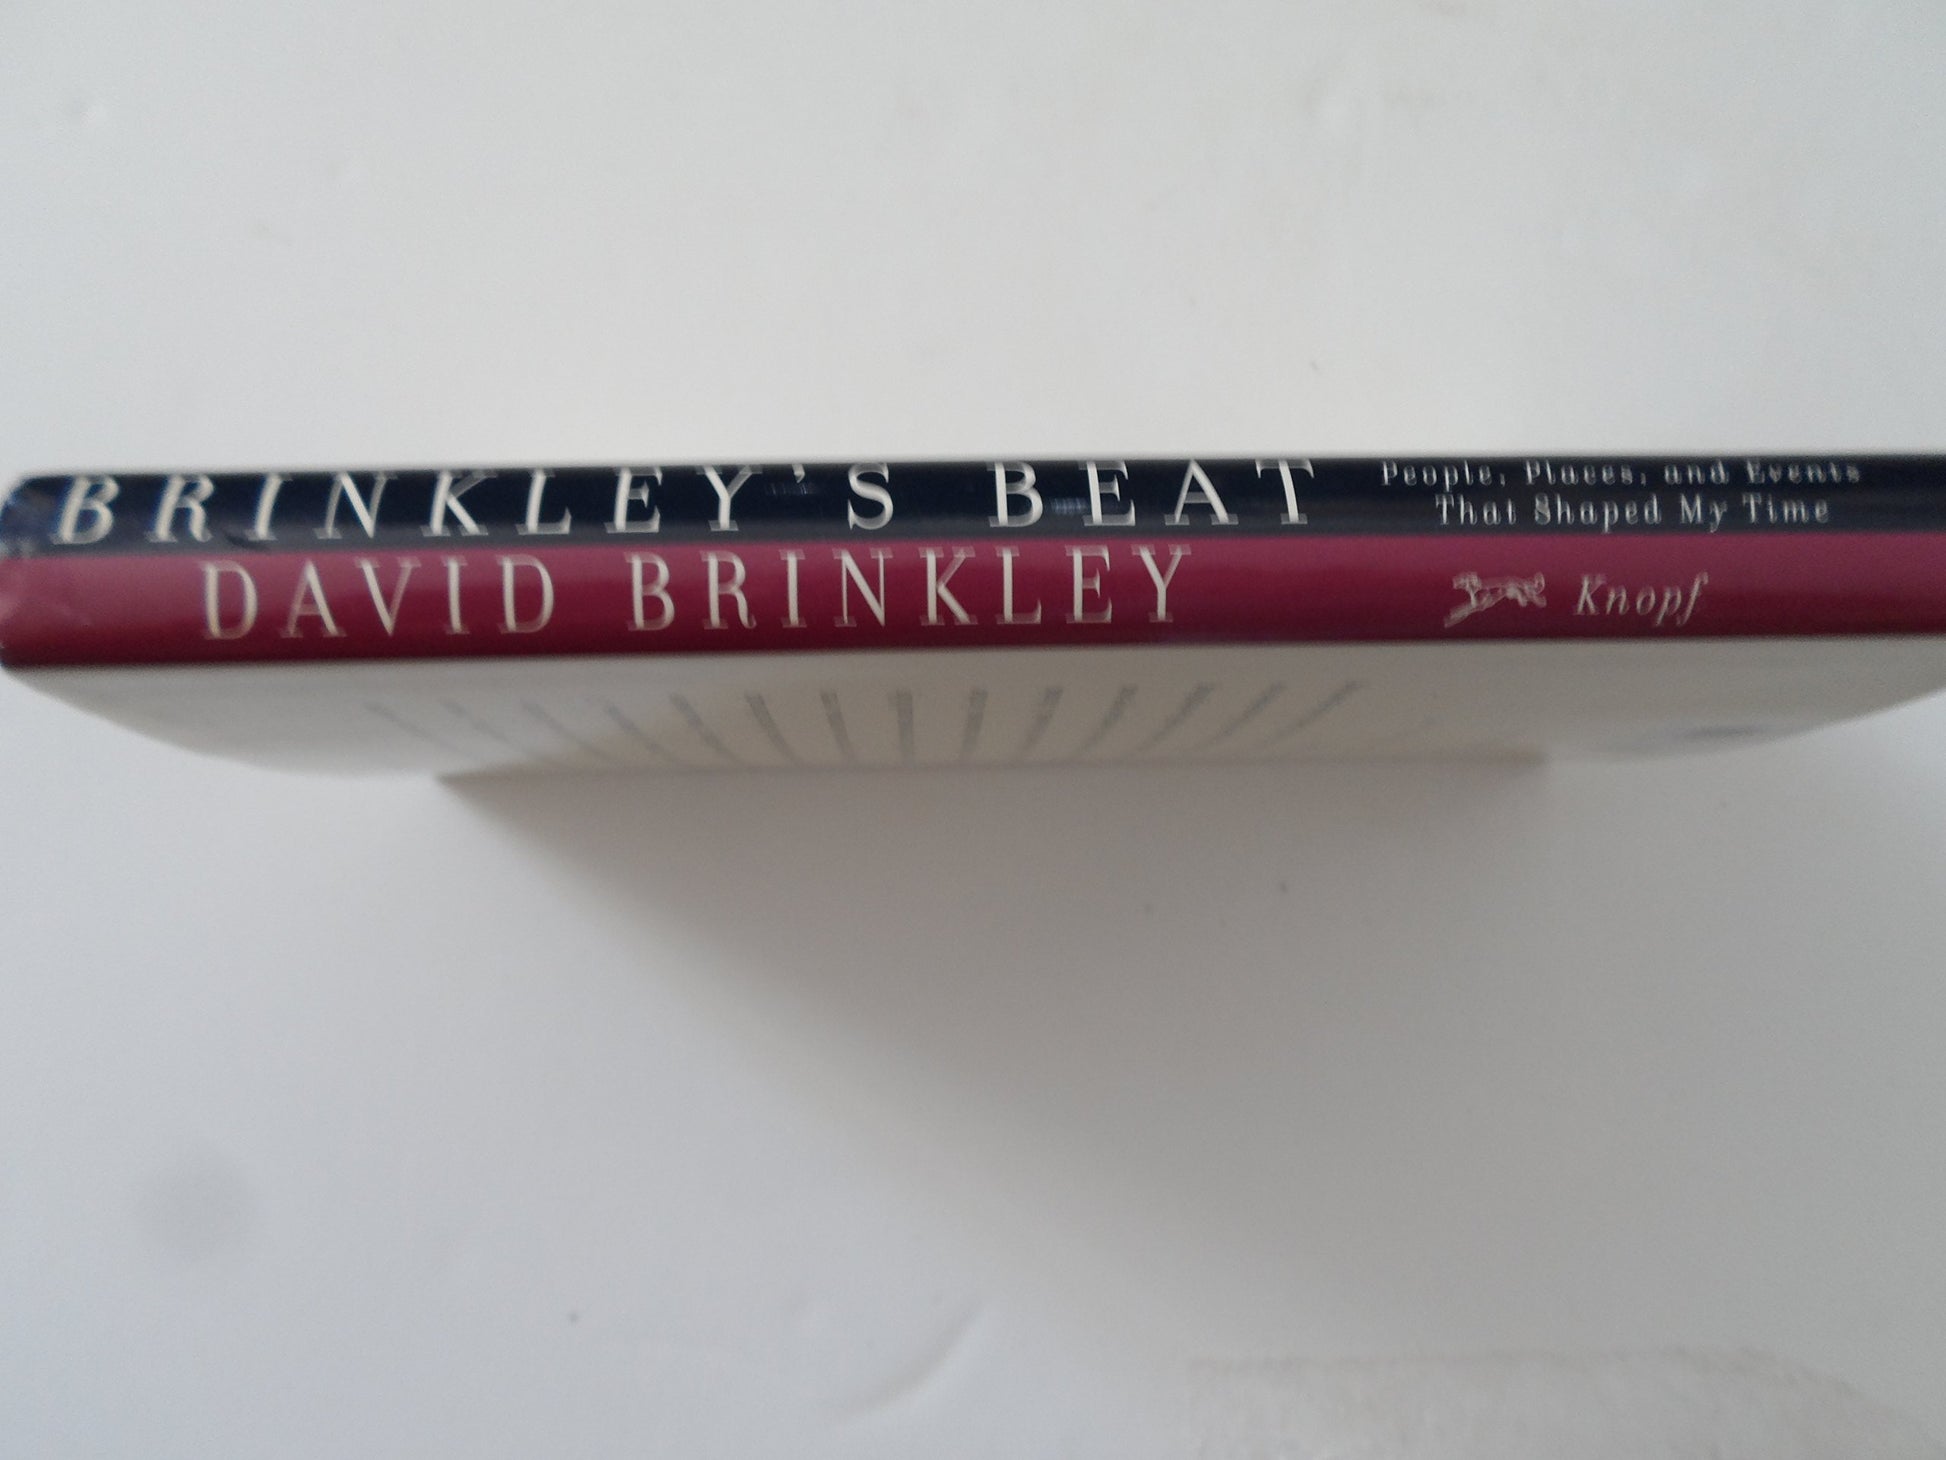 BRINKLEY'S BEAT
People, Places, and Events
That Shaped My Time
DAVID BRINKLEY
Knopf